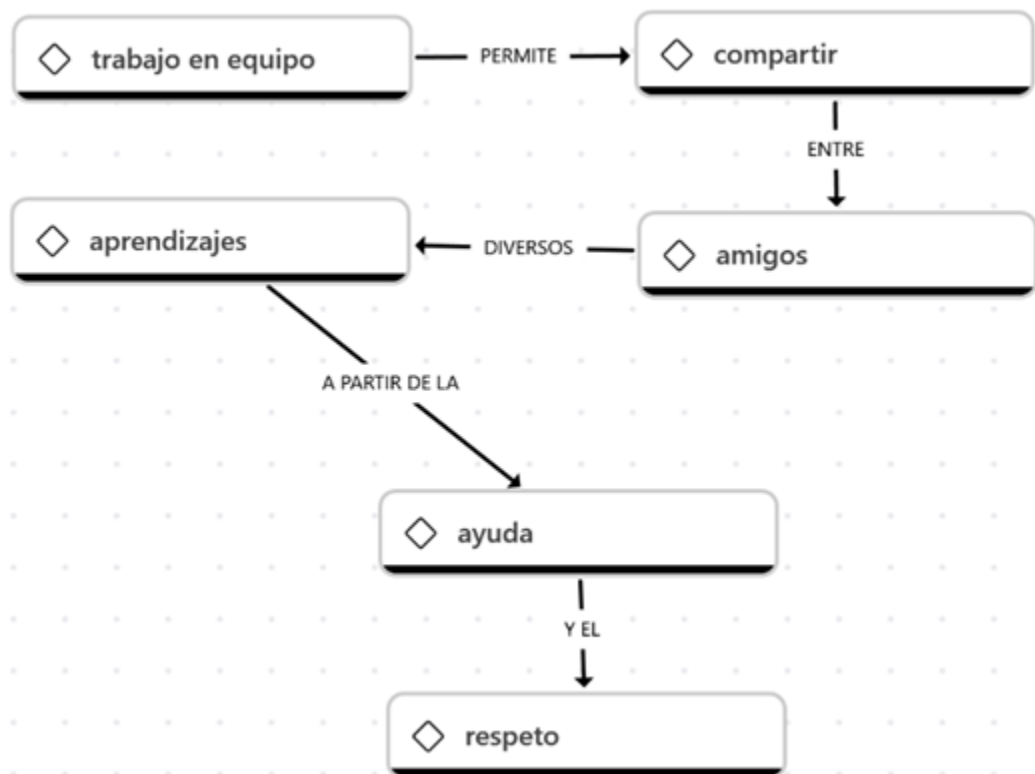 trabajo en equipo
PERMITE
compartir
ENTRE
amigos
DIVERSOS
aprendizajes
A PARTIR DE LA
ayuda
Y EL
respeto